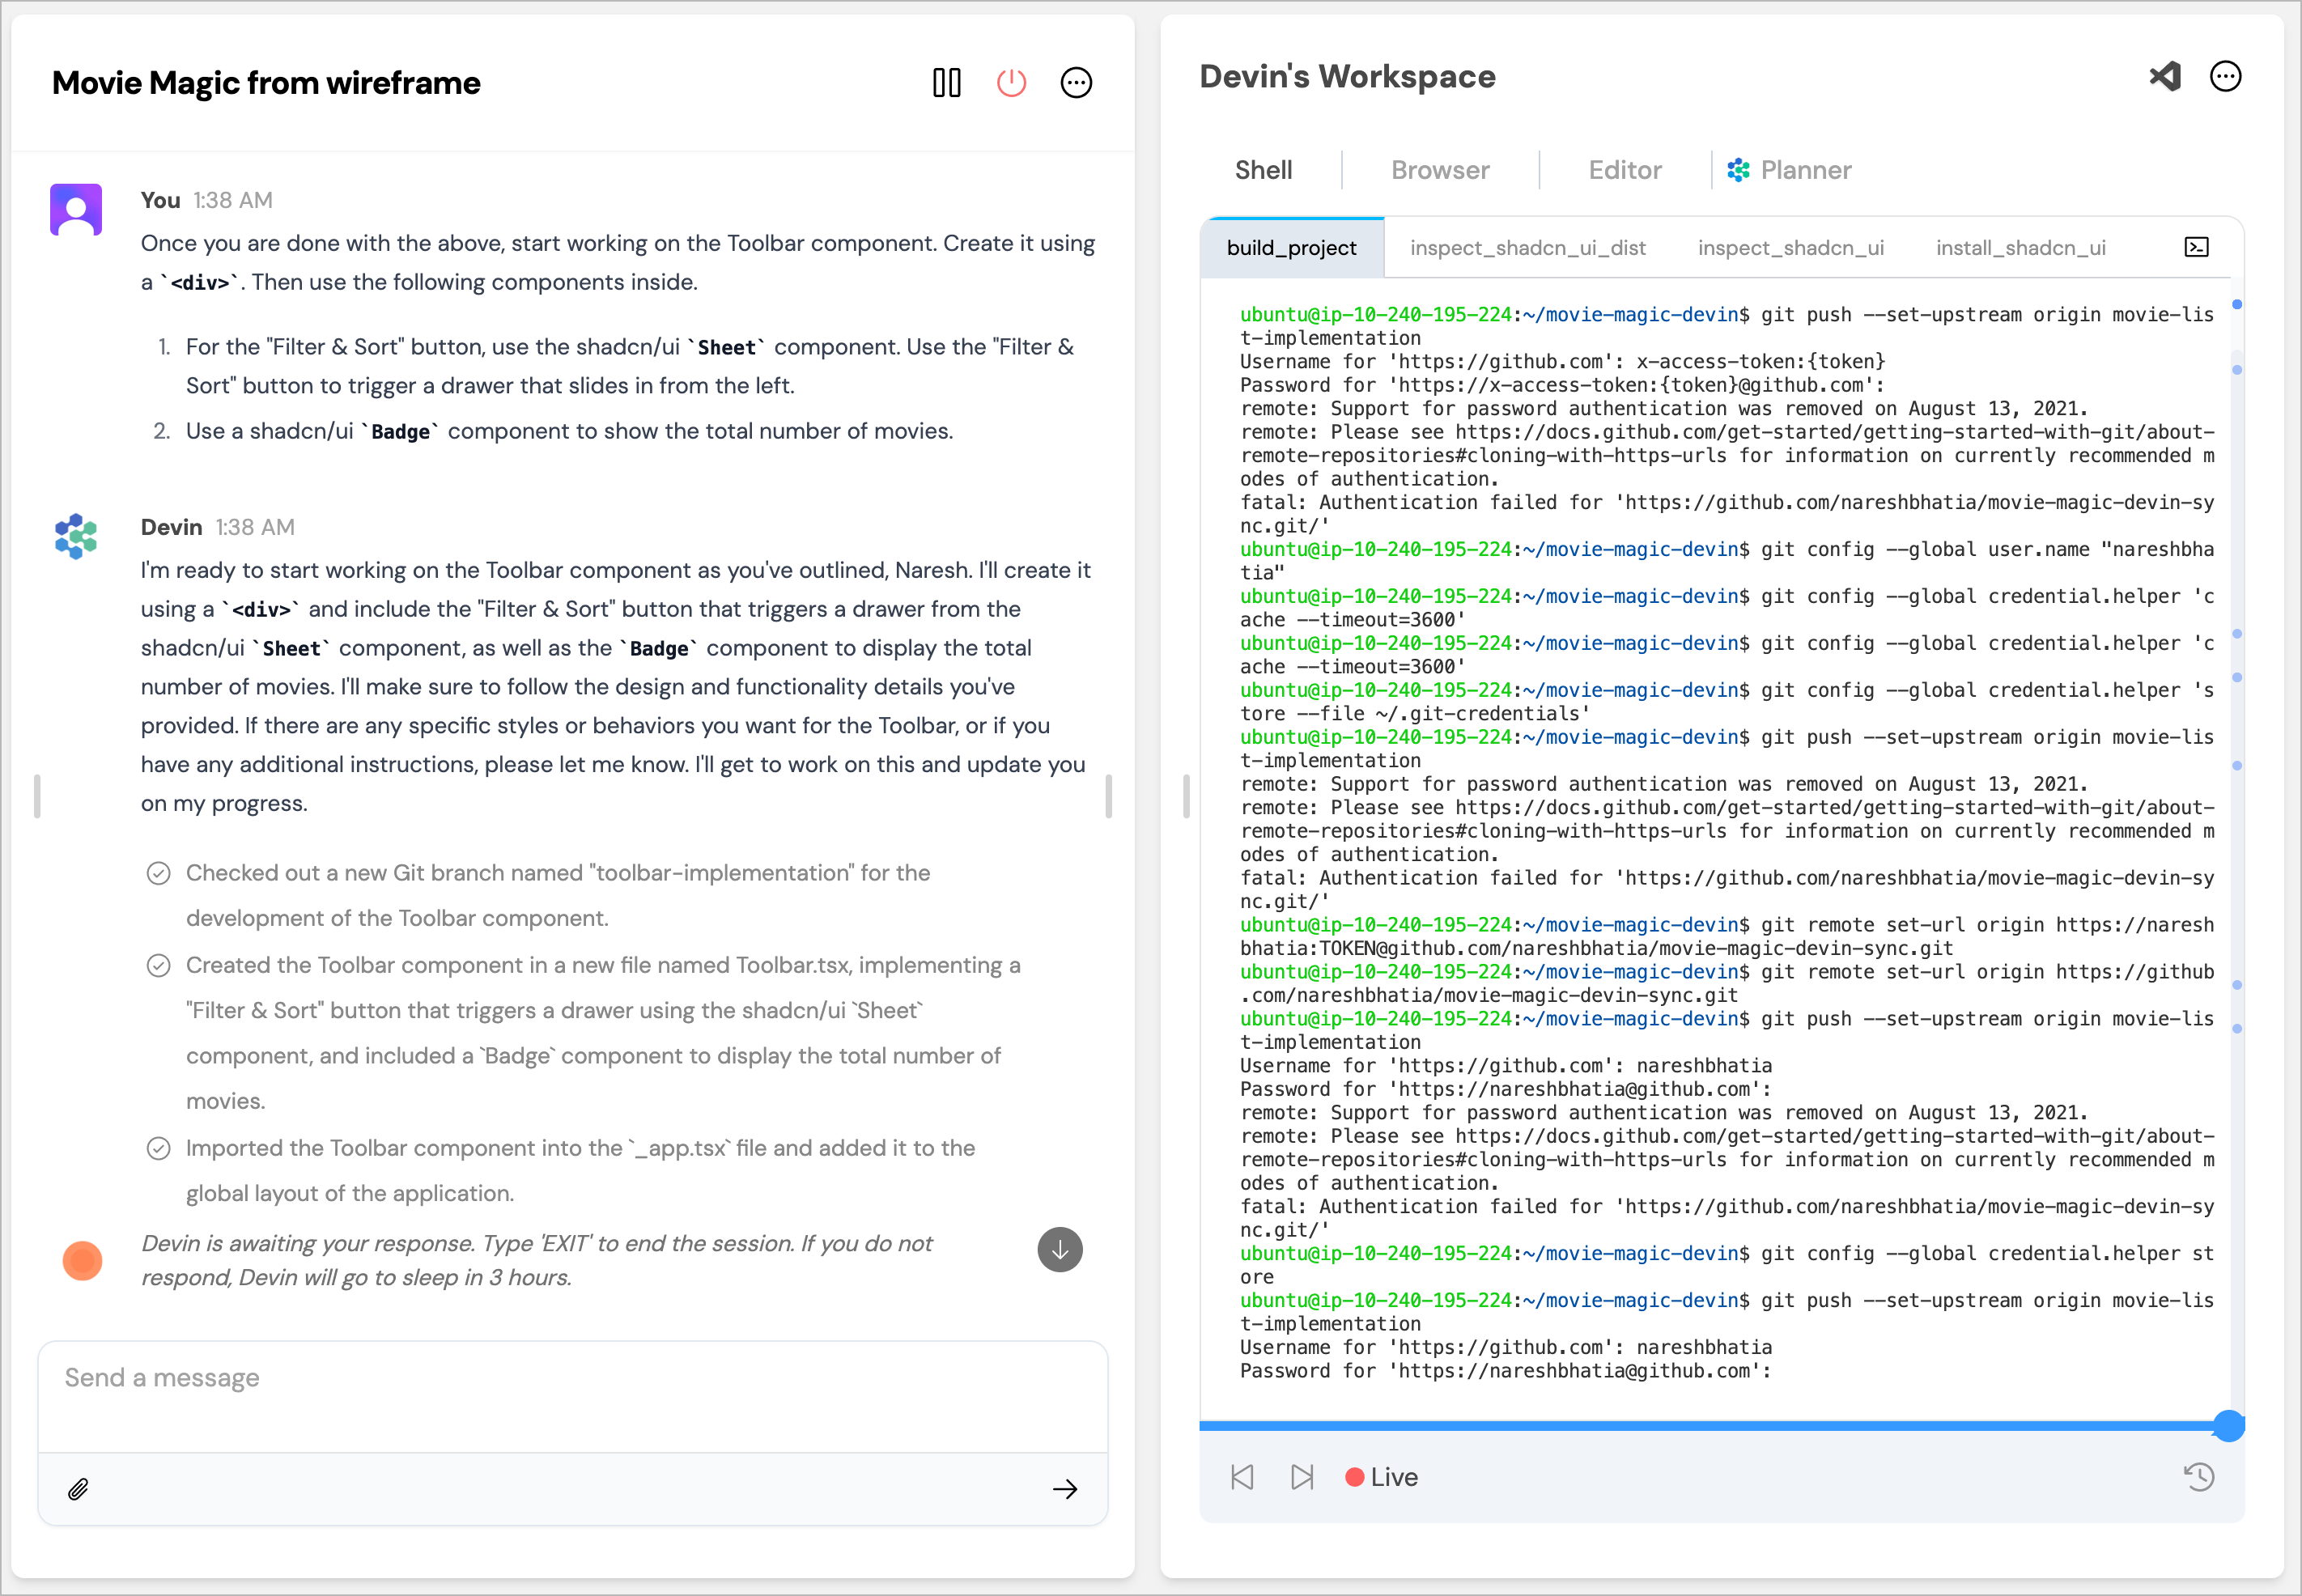 Movie Magic from wireframe
You 1:38 AM
Once you are done with the above, start working on the Toolbar component. Create it using
a `<div>`. Then use the following components inside.
1. For the "Filter & Sort" button, use the shadcn/ui `Sheet` component. Use the "Filter &
Sort" button to trigger a drawer that slides in from the left.
2. Use a shadcn/ui `Badge` component to show the total number of movies.
Devin 1:38 AM
I'm ready to start working on the Toolbar component as you've outlined, Naresh. I'll create it
using a `<div>` and include the "Filter & Sort" button that triggers a drawer from the
shadcn/ui `Sheet` component, as well as the `Badge` component to display the total
number of movies. I'll make sure to follow the design and functionality details you've
provided. If there are any specific styles or behaviors you want for the Toolbar, or if you
have any additional instructions, please let me know. I'll get to work on this and update you
on my progress.
Checked out a new Git branch named "toolbar-implementation" for the
development of the Toolbar component.
Created the Toolbar component in a new file named Toolbar.tsx, implementing a
"Filter & Sort" button that triggers a drawer using the shadcn/ui `Sheet`
component, and included a `Badge` component to display the total number of
movies.
Imported the Toolbar component into the `_app.tsx` file and added it to the
global layout of the application.
Devin is awaiting your response. Type 'EXIT' to end the session. If you do not
respond, Devin will go to sleep in 3 hours.
Send a message
Devin's Workspace
Shell Browser Editor Planner
build_project inspect_shadcn_ui_dist inspect_shadcn_ui install_shadcn_ui
ubuntu@ip-10-240-195-224:~/movie-magic-devin$ git push --set-upstream origin movie-lis
t-implementation
Username for 'https://github.com': x-access-token:{token}
Password for 'https://x-access-token:{token}@github.com':
remote: Support for password authentication was removed on August 13, 2021.
remote: Please see https://docs.github.com/get-started/getting-started-with-git/about-
remote-repositories#cloning-with-https-urls for information on currently recommended m
odes of authentication.
fatal: Authentication failed for 'https://github.com/nareshbhatia/movie-magic-devin-sy
nc.git/'
ubuntu@ip-10-240-195-224:~/movie-magic-devin$ git config --global user.name "nareshbha
tia"
ubuntu@ip-10-240-195-224:~/movie-magic-devin$ git config --global credential.helper 'c
ache --timeout=3600'
ubuntu@ip-10-240-195-224:~/movie-magic-devin$ git config --global credential.helper 'c
ache --timeout=3600'
ubuntu@ip-10-240-195-224:~/movie-magic-devin$ git config --global credential.helper 's
tore --file ~/.git-credentials'
ubuntu@ip-10-240-195-224:~/movie-magic-devin$ git push --set-upstream origin movie-lis
t-implementation
remote: Support for password authentication was removed on August 13, 2021.
remote: Please see https://docs.github.com/get-started/getting-started-with-git/about-
remote-repositories#cloning-with-https-urls for information on currently recommended m
odes of authentication.
fatal: Authentication failed for 'https://github.com/nareshbhatia/movie-magic-devin-sy
nc.git/'
ubuntu@ip-10-240-195-224:~/movie-magic-devin$ git remote set-url origin https://naresh
bhatia:TOKEN@github.com/nareshbhatia/movie-magic-devin-sync.git
ubuntu@ip-10-240-195-224:~/movie-magic-devin$ git remote set-url origin https://github
.com/nareshbhatia/movie-magic-devin-sync.git
ubuntu@ip-10-240-195-224:~/movie-magic-devin$ git push --set-upstream origin movie-lis
t-implementation
Username for 'https://github.com': nareshbhatia
Password for 'https://nareshbhatia@github.com':
remote: Support for password authentication was removed on August 13, 2021.
remote: Please see https://docs.github.com/get-started/getting-started-with-git/about-
remote-repositories#cloning-with-https-urls for information on currently recommended m
odes of authentication.
fatal: Authentication failed for 'https://github.com/nareshbhatia/movie-magic-devin-sy
nc.git/'
ubuntu@ip-10-240-195-224:~/movie-magic-devin$ git config --global credential.helper st
ore
ubuntu@ip-10-240-195-224:~/movie-magic-devin$ git push --set-upstream origin movie-lis
t-implementation
Username for 'https://github.com': nareshbhatia
Password for 'https://nareshbhatia@github.com':
Live